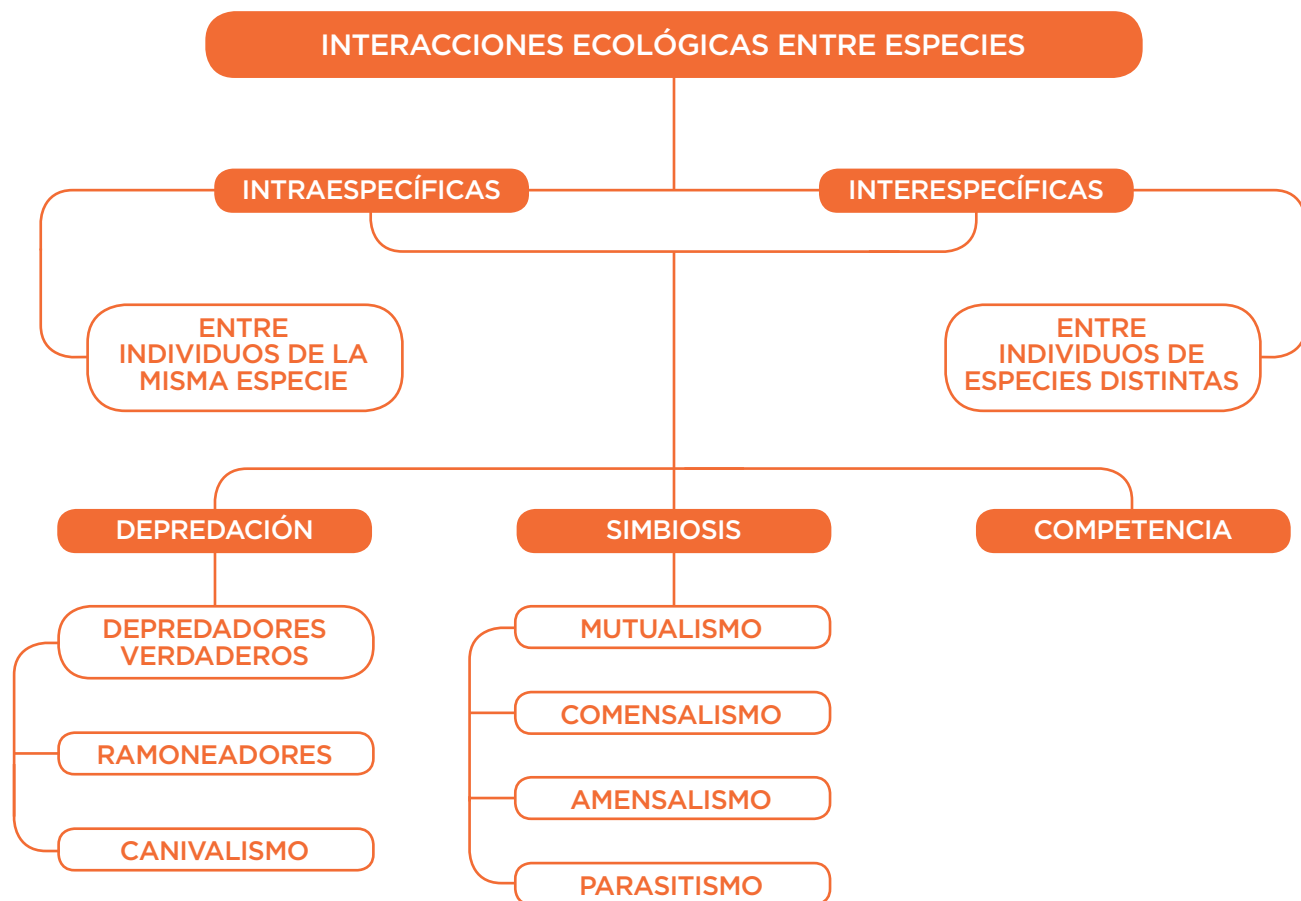 INTERACCIONES ECOLÓGICAS ENTRE ESPECIES
INTRAESPECÍFICAS
INTERESPECÍFICAS
ENTRE
INDIVIDUOS DE LA
MISMA ESPECIE
ENTRE
INDIVIDUOS DE
ESPECIES DISTINTAS
DEPREDACIÓN
SIMBIOSIS
COMPETENCIA
DEPREDADORES
VERDADEROS
RAMONEADORES
CANIVALISMO
MUTUALISMO
COMENSALISMO
AMENSALISMO
PARASITISMO